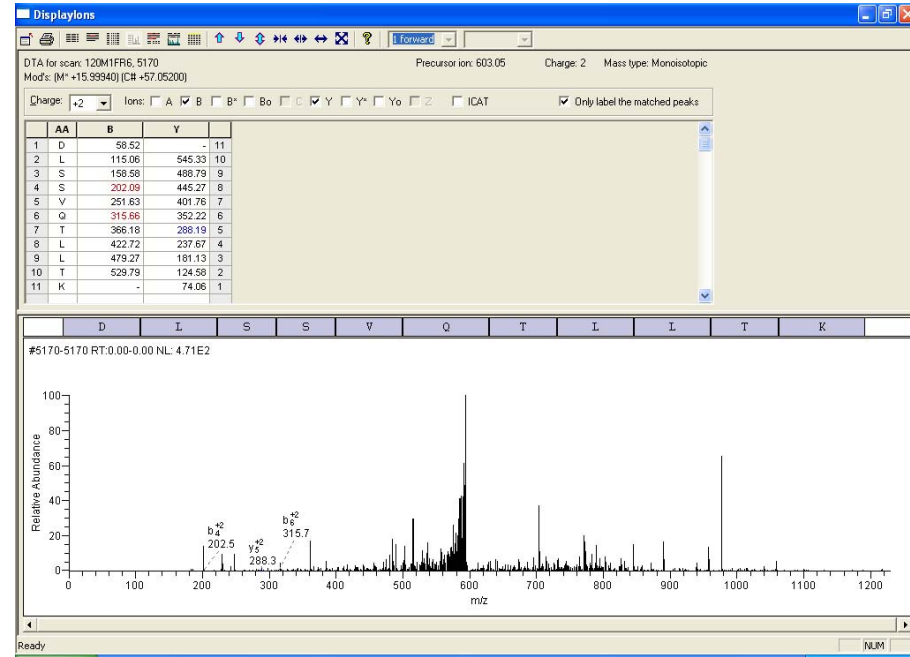 DisplayIons
1 forward
DTA for scan: 120M1FR6, 5170 Precursor ion: 603.05 Charge: 2 Mass type: Monoisotopic
Mod's: (M* +15.99940) (C# +57.05200)
Charge: +2 Ions: A B B* Bo C Y Y* Yo Z ICAT Only label the matched peaks
AA B Y
1 D 58.52 - 11
2 L 115.06 545.33 10
3 S 158.58 488.79 9
4 S 202.09 445.27 8
5 V 251.63 401.76 7
6 Q 315.66 352.22 6
7 T 366.18 288.19 5
8 L 422.72 237.67 4
9 L 479.27 181.13 3
10 T 529.79 124.58 2
11 K - 74.06 1
D L S S V Q T L L T K
#5170-5170 RT:0.00-0.00 NL: 4.71E2
100
80
60
40
20
0
Relative Abundance
b4+2
202.5
y5+2
288.3
b6+2
315.7
0 100 200 300 400 500 600 700 800 900 1000 1100 1200
m/z
Ready NUM